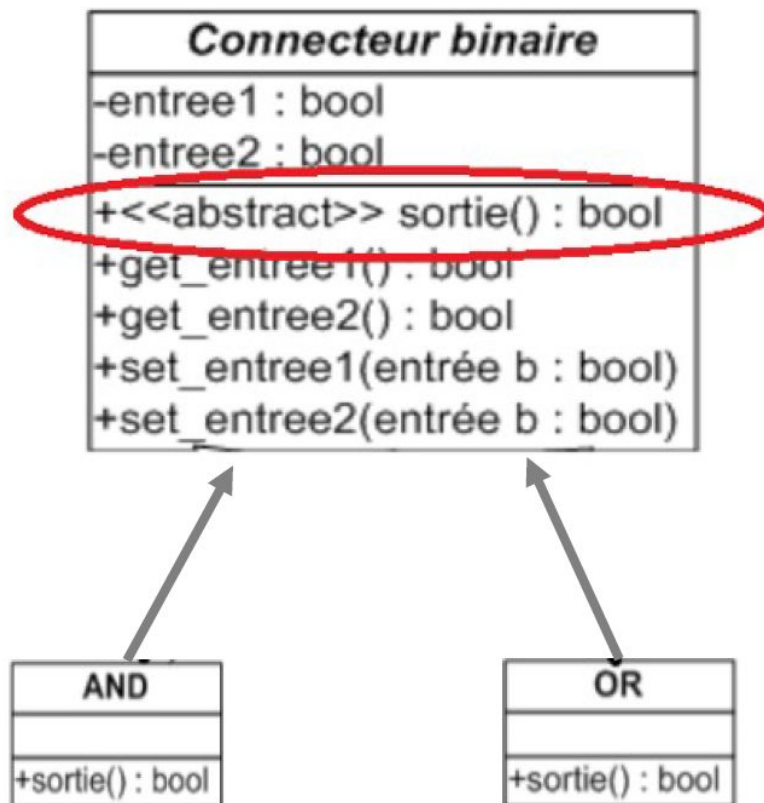 Connecteur binaire
-entree1 : bool
-entree2 : bool
+<<abstract>> sortie() : bool
+get_entree1() : bool
+get_entree2() : bool
+set_entree1(entrée b : bool)
+set_entree2(entrée b : bool)
AND
OR
+sortie() : bool
+sortie() : bool